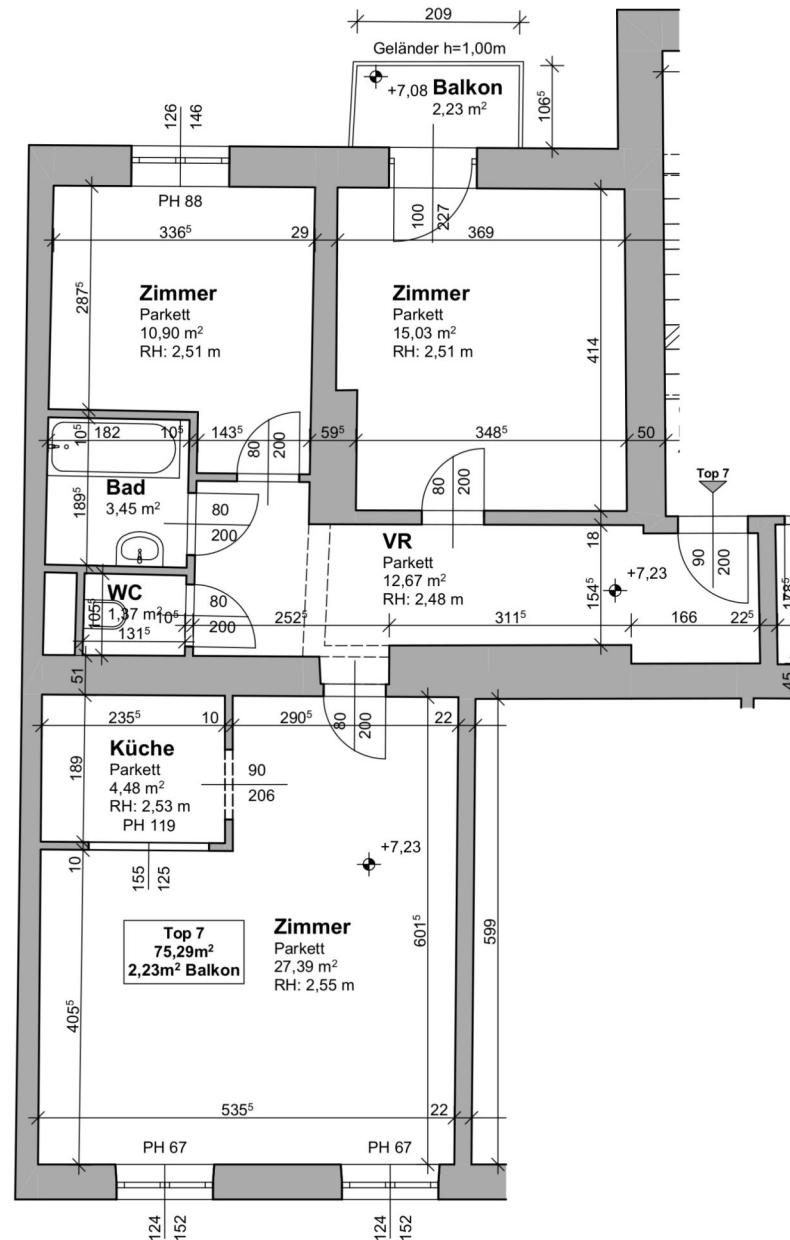 209
Geländer h=1,00m
+7,08 Balkon
2,23 m²
106⁵
126
146
PH 88
100
227
336⁵
29
369
287⁵
Zimmer
Parkett
10,90 m²
RH: 2,51 m
Zimmer
Parkett
15,03 m²
RH: 2,51 m
414
10⁵
182
10⁵
143⁵
59⁵
348⁵
50
80
200
80
200
Top 7
Bad
3,45 m²
189⁵
80
200
VR
Parkett
12,67 m²
RH: 2,48 m
18
+7,23
90
200
WC
1,37 m²
105⁵
10⁵
131⁵
80
200
252⁵
311⁵
154⁵
166
22⁵
178⁵
45
51
235⁵
10
290⁵
80
200
22
Küche
Parkett
4,48 m²
RH: 2,53 m
PH 119
189
90
206
10
155
125
+7,23
Top 7
75,29m²
2,23m² Balkon
Zimmer
Parkett
27,39 m²
RH: 2,55 m
601⁵
599
405⁵
535⁵
22
PH 67
PH 67
124
152
124
152